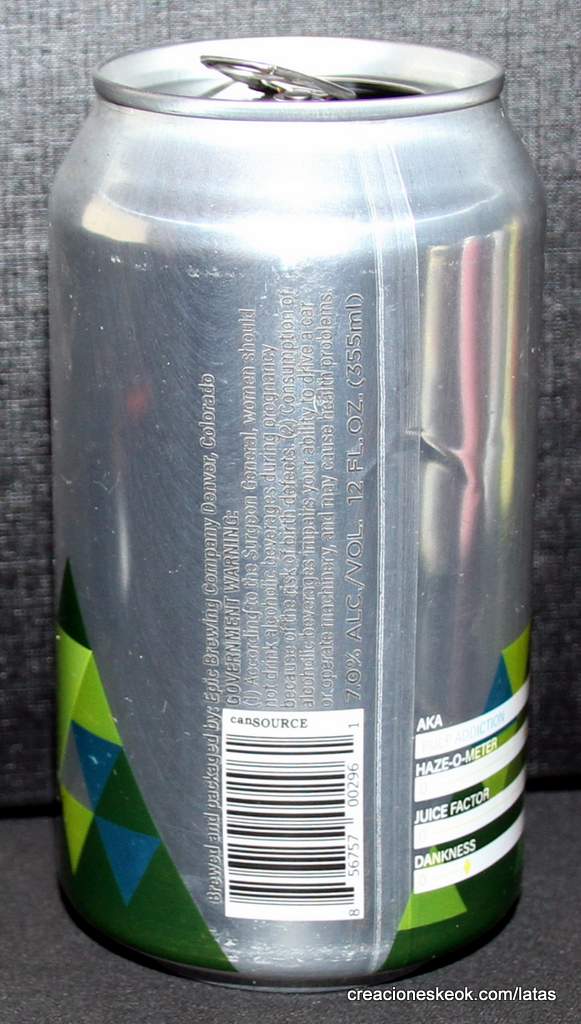 Brewed and packaged by: Epic Brewing Company Denver, Colorado
GOVERNMENT WARNING:
(1) According to the Surgeon General, women should
not drink alcoholic beverages during pregnancy
because of the risk of birth defects. (2) Consumption of
alcoholic beverages impairs your ability to drive a car
or operate machinery, and may cause health problems.
7.0% ALC./VOL. 12 FL.OZ. (355ml)
canSOURCE
8 56757 00296 1
AKA
ADDICTION
HAZE-O-METER
JUICE FACTOR
DANKNESS
creacioneskeok.com/latas